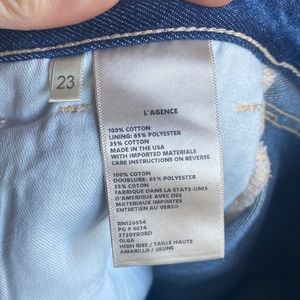 23
L'AGENCE
100% COTTON
LINING: 65% POLYESTER
35% COTTON
MADE IN THE USA
WITH IMPORTED MATERIALS
CARE INSTRUCTIONS ON REVERSE
100% COTON
DOUBLURE: 65% POLYESTER
35% COTON
FABRIQUE DANS LA ETATS-UNIS
D'AMERIQUE AVEC DES
MATERIAUX IMPORTES
ENTRETIEN AU VERSO
RN126654
PO # 4074
2720YRORD
OLGA
HIGH RISE / TAILLE HAUTE
AMARILLO / JAUNE